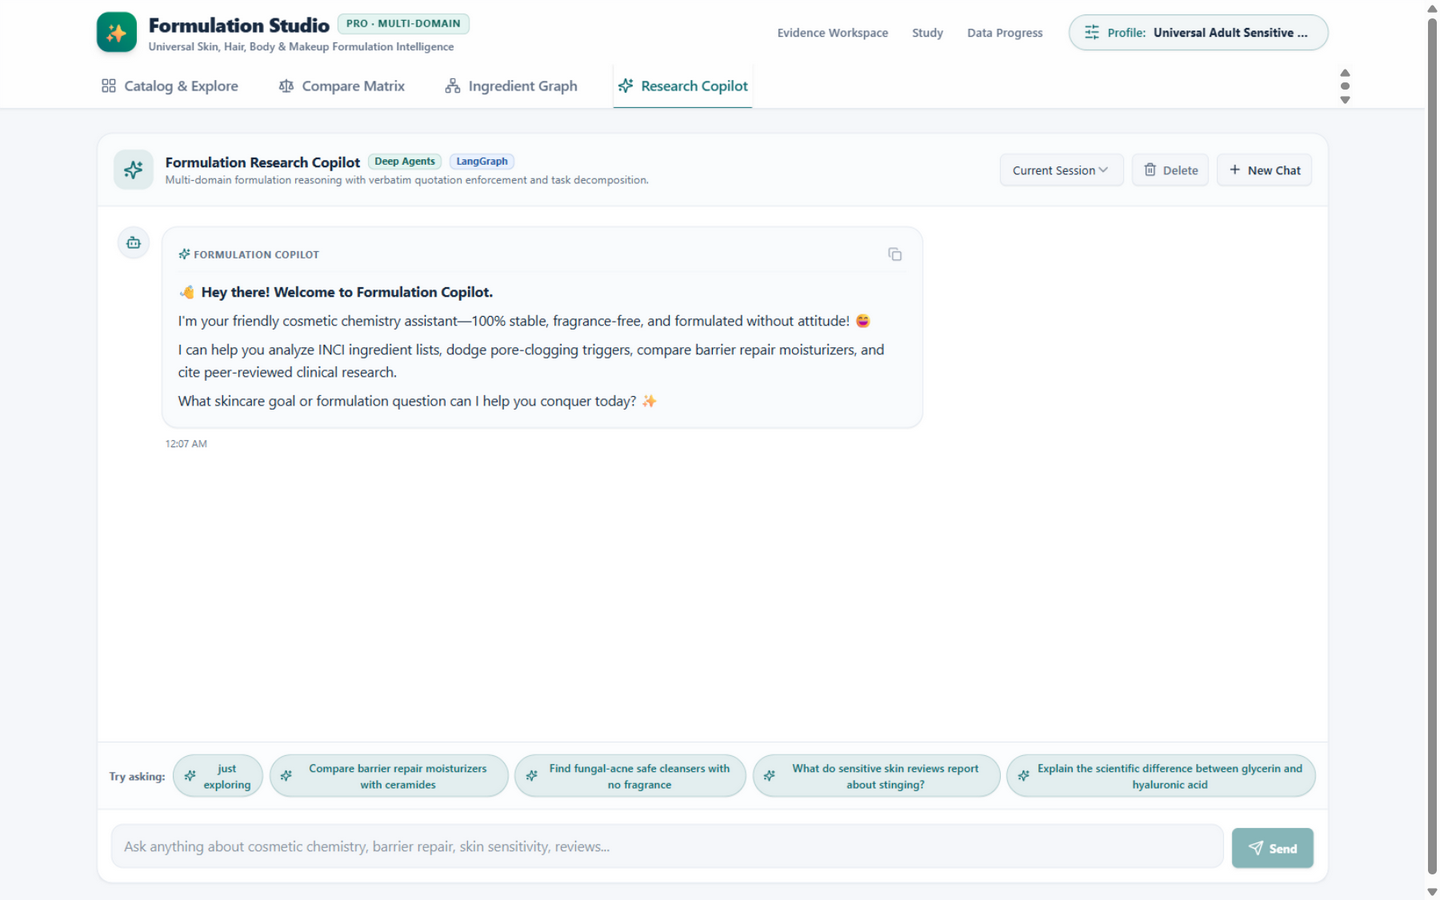 Formulation Studio
PRO · MULTI-DOMAIN
Universal Skin, Hair, Body & Makeup Formulation Intelligence
Evidence Workspace
Study
Data Progress
Profile: Universal Adult Sensitive ...
Catalog & Explore
Compare Matrix
Ingredient Graph
Research Copilot
Formulation Research Copilot
Deep Agents
LangGraph
Multi-domain formulation reasoning with verbatim quotation enforcement and task decomposition.
Current Session
Delete
New Chat
FORMULATION COPILOT
👋 Hey there! Welcome to Formulation Copilot.
I'm your friendly cosmetic chemistry assistant—100% stable, fragrance-free, and formulated without attitude! 😄
I can help you analyze INCI ingredient lists, dodge pore-clogging triggers, compare barrier repair moisturizers, and
cite peer-reviewed clinical research.
What skincare goal or formulation question can I help you conquer today? ✨
12:07 AM
Try asking:
just
exploring
Compare barrier repair moisturizers
with ceramides
Find fungal-acne safe cleansers with
no fragrance
What do sensitive skin reviews report
about stinging?
Explain the scientific difference between glycerin and
hyaluronic acid
Ask anything about cosmetic chemistry, barrier repair, skin sensitivity, reviews...
Send